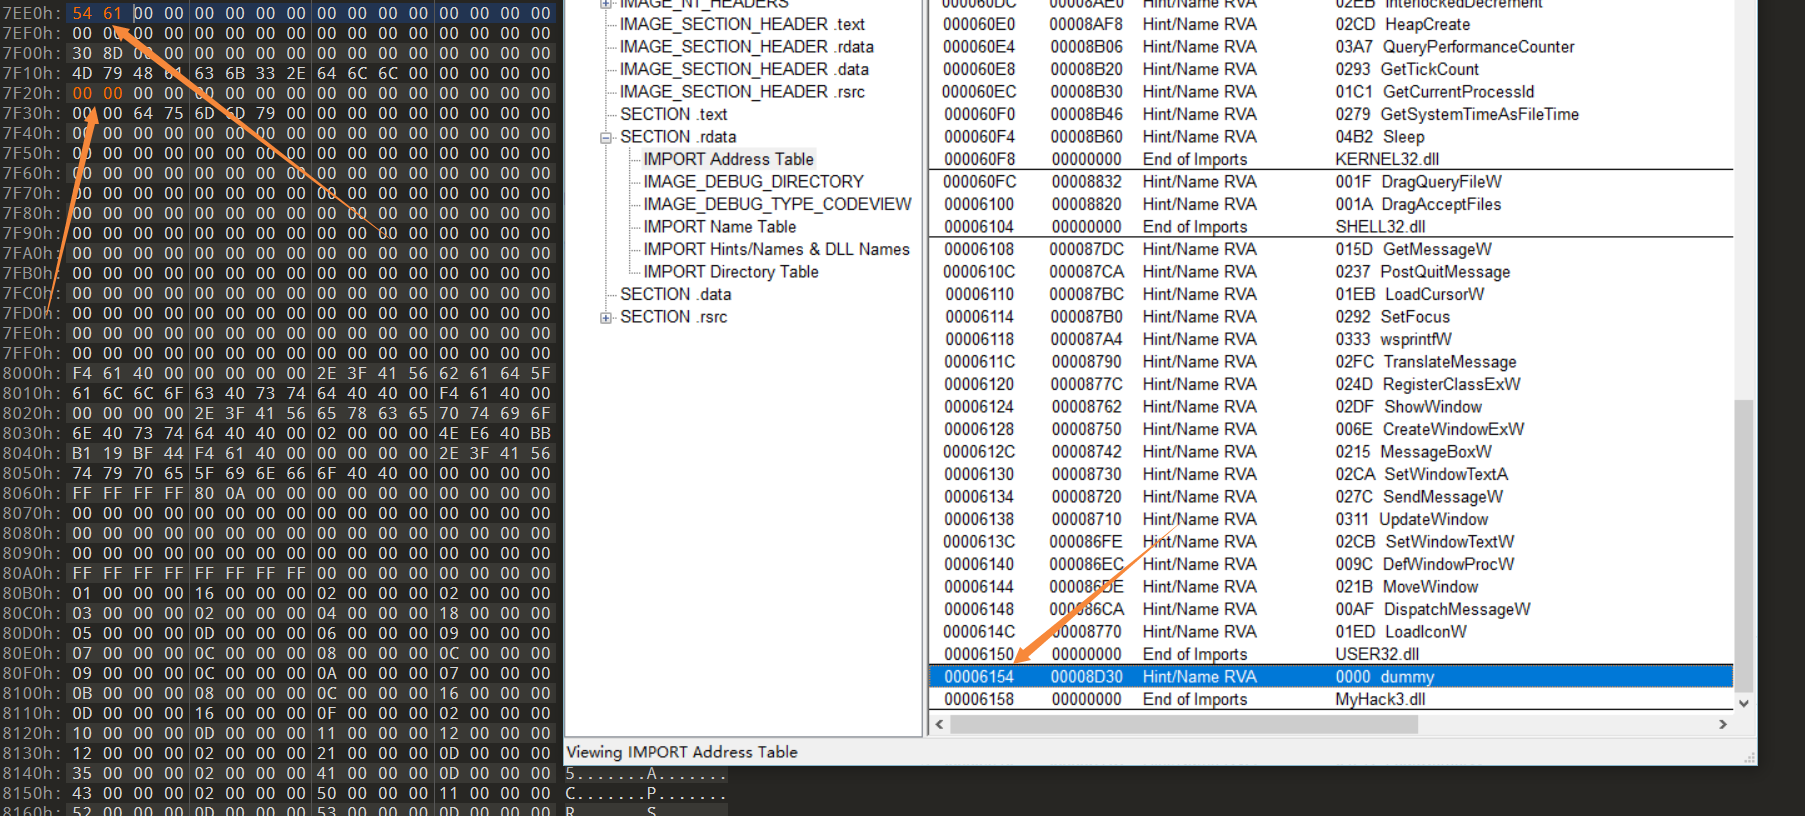 7EE0h: 54 61 00 00 00 00 00 00 00 00 00 00 00 00 00 00
7EF0h: 00 00 00 00 00 00 00 00 00 00 00 00 00 00 00 00
7F00h: 30 8D 00 00 00 00 00 00 00 00 00 00 00 00 00 00
7F10h: 4D 79 48 61 63 6B 33 2E 64 6C 6C 00 00 00 00 00
7F20h: 00 00 00 00 00 00 00 00 00 00 00 00 00 00 00 00
7F30h: 00 00 64 75 6D 6D 79 00 00 00 00 00 00 00 00 00
7F40h: 00 00 00 00 00 00 00 00 00 00 00 00 00 00 00 00
7F50h: 00 00 00 00 00 00 00 00 00 00 00 00 00 00 00 00
7F60h: 00 00 00 00 00 00 00 00 00 00 00 00 00 00 00 00
7F70h: 00 00 00 00 00 00 00 00 00 00 00 00 00 00 00 00
7F80h: 00 00 00 00 00 00 00 00 00 00 00 00 00 00 00 00
7F90h: 00 00 00 00 00 00 00 00 00 00 00 00 00 00 00 00
7FA0h: 00 00 00 00 00 00 00 00 00 00 00 00 00 00 00 00
7FB0h: 00 00 00 00 00 00 00 00 00 00 00 00 00 00 00 00
7FC0h: 00 00 00 00 00 00 00 00 00 00 00 00 00 00 00 00
7FD0h: 00 00 00 00 00 00 00 00 00 00 00 00 00 00 00 00
7FE0h: 00 00 00 00 00 00 00 00 00 00 00 00 00 00 00 00
7FF0h: 00 00 00 00 00 00 00 00 00 00 00 00 00 00 00 00
8000h: F4 61 40 00 00 00 00 00 2E 3F 41 56 62 61 64 5F
8010h: 61 6C 6C 6F 63 40 73 74 64 40 40 00 F4 61 40 00
8020h: 00 00 00 00 2E 3F 41 56 65 78 63 65 70 74 69 6F
8030h: 6E 40 73 74 64 40 40 00 02 00 00 00 4E E6 40 BB
8040h: B1 19 BF 44 F4 61 40 00 00 00 00 00 2E 3F 41 56
8050h: 74 79 70 65 5F 69 6E 66 6F 40 40 00 00 00 00 00
8060h: FF FF FF FF 80 0A 00 00 00 00 00 00 00 00 00 00
8070h: 00 00 00 00 00 00 00 00 00 00 00 00 00 00 00 00
8080h: 00 00 00 00 00 00 00 00 00 00 00 00 00 00 00 00
8090h: 00 00 00 00 00 00 00 00 00 00 00 00 00 00 00 00
80A0h: FF FF FF FF FF FF FF FF 00 00 00 00 00 00 00 00
80B0h: 01 00 00 00 16 00 00 00 02 00 00 00 02 00 00 00
80C0h: 03 00 00 00 02 00 00 00 04 00 00 00 18 00 00 00
80D0h: 05 00 00 00 0D 00 00 00 06 00 00 00 09 00 00 00
80E0h: 07 00 00 00 0C 00 00 00 08 00 00 00 0C 00 00 00
80F0h: 09 00 00 00 0C 00 00 00 0A 00 00 00 07 00 00 00
8100h: 0B 00 00 00 08 00 00 00 0C 00 00 00 16 00 00 00
8110h: 0D 00 00 00 16 00 00 00 0F 00 00 00 02 00 00 00
8120h: 10 00 00 00 0D 00 00 00 11 00 00 00 12 00 00 00
8130h: 12 00 00 00 02 00 00 00 21 00 00 00 0D 00 00 00
8140h: 35 00 00 00 02 00 00 00 41 00 00 00 0D 00 00 00
8150h: 43 00 00 00 02 00 00 00 50 00 00 00 11 00 00 00
8160h: 52 00 00 00 0D 00 00 00 53 00 00 00 0D 00 00 00
IMAGE_NT_HEADERS
IMAGE_SECTION_HEADER .text
IMAGE_SECTION_HEADER .rdata
IMAGE_SECTION_HEADER .data
IMAGE_SECTION_HEADER .rsrc
SECTION .text
SECTION .rdata
IMPORT Address Table
IMAGE_DEBUG_DIRECTORY
IMAGE_DEBUG_TYPE_CODEVIEW
IMPORT Name Table
IMPORT Hints/Names & DLL Names
IMPORT Directory Table
SECTION .data
SECTION .rsrc
000060DC 00008AE0 Hint/Name RVA 02EB InterlockedDecrement
000060E0 00008AF8 Hint/Name RVA 02CD HeapCreate
000060E4 00008B06 Hint/Name RVA 03A7 QueryPerformanceCounter
000060E8 00008B20 Hint/Name RVA 0293 GetTickCount
000060EC 00008B30 Hint/Name RVA 01C1 GetCurrentProcessId
000060F0 00008B46 Hint/Name RVA 0279 GetSystemTimeAsFileTime
000060F4 00008B60 Hint/Name RVA 04B2 Sleep
000060F8 00000000 End of Imports KERNEL32.dll
000060FC 00008832 Hint/Name RVA 001F DragQueryFileW
00006100 00008820 Hint/Name RVA 001A DragAcceptFiles
00006104 00000000 End of Imports SHELL32.dll
00006108 000087DC Hint/Name RVA 015D GetMessageW
0000610C 000087CA Hint/Name RVA 0237 PostQuitMessage
00006110 000087BC Hint/Name RVA 01EB LoadCursorW
00006114 000087B0 Hint/Name RVA 0292 SetFocus
00006118 000087A4 Hint/Name RVA 0333 wsprintfW
0000611C 00008790 Hint/Name RVA 02FC TranslateMessage
00006120 0000877C Hint/Name RVA 024D RegisterClassExW
00006124 00008762 Hint/Name RVA 02DF ShowWindow
00006128 00008750 Hint/Name RVA 006E CreateWindowExW
0000612C 00008742 Hint/Name RVA 0215 MessageBoxW
00006130 00008730 Hint/Name RVA 02CA SetWindowTextA
00006134 00008720 Hint/Name RVA 027C SendMessageW
00006138 00008710 Hint/Name RVA 0311 UpdateWindow
0000613C 000086FE Hint/Name RVA 02CB SetWindowTextW
00006140 000086EC Hint/Name RVA 009C DefWindowProcW
00006144 000086DE Hint/Name RVA 021B MoveWindow
00006148 000086CA Hint/Name RVA 00AF DispatchMessageW
0000614C 00008770 Hint/Name RVA 01ED LoadIconW
00006150 00000000 End of Imports USER32.dll
00006154 00008D30 Hint/Name RVA 0000 dummy
00006158 00000000 End of Imports MyHack3.dll
Viewing IMPORT Address Table
5.......A.......
C.......P.......
R.......S.......